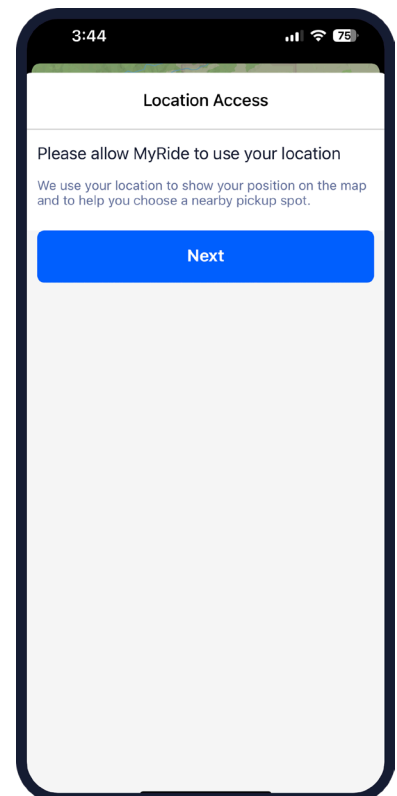 3:44
75
Location Access
Please allow MyRide to use your location
We use your location to show your position on the map
and to help you choose a nearby pickup spot.
Next